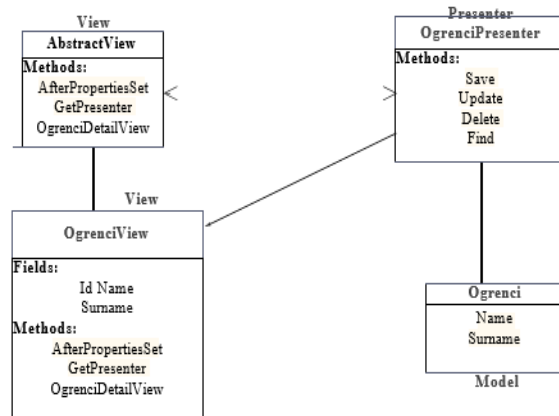 View
AbstractView
Methods:
AfterPropertiesSet
GetPresenter
OgrenciDetailView
Presenter
OgrenciPresenter
Methods:
Save
Update
Delete
Find
View
OgrenciView
Fields:
Id Name
Surname
Methods:
AfterPropertiesSet
GetPresenter
OgrenciDetailView
Ogrenci
Name
Surname
Model